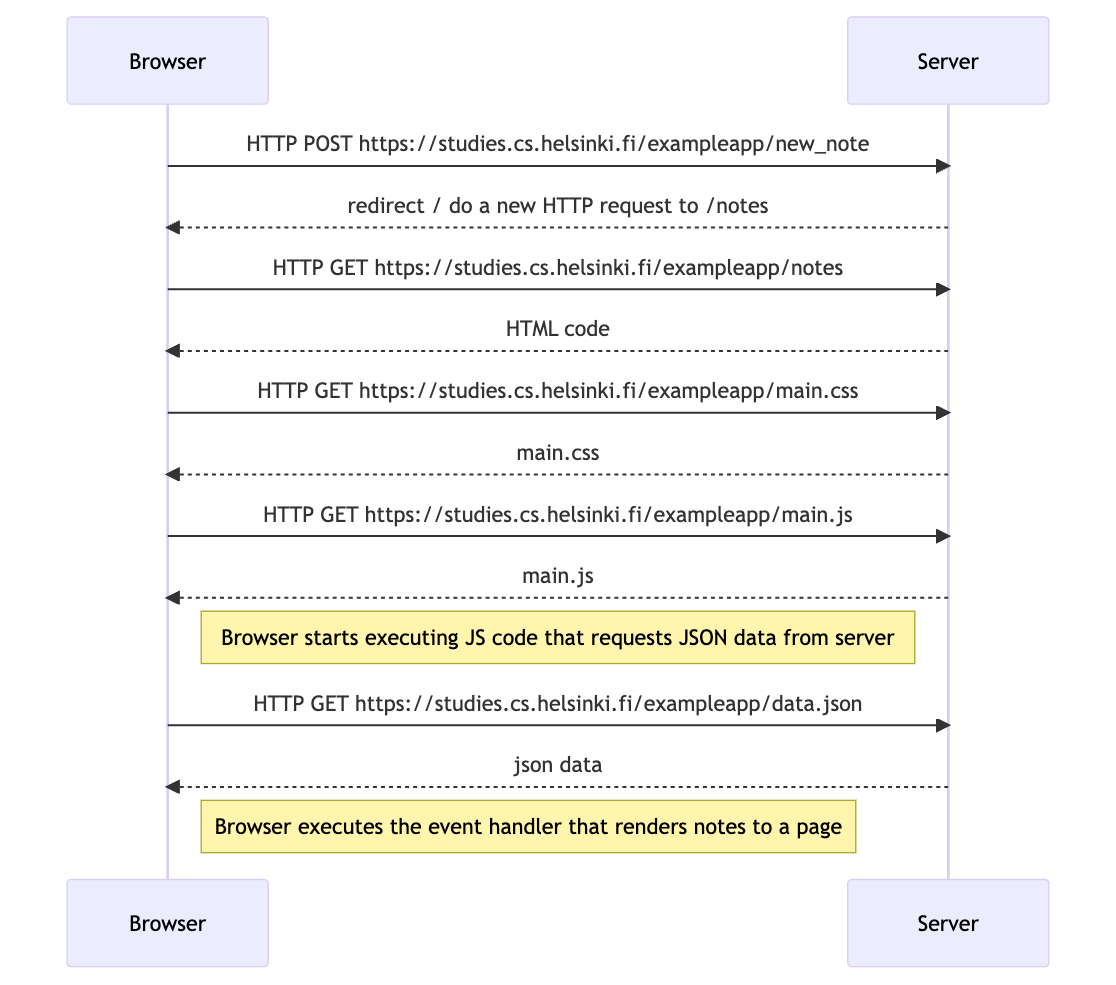 Browser
Server
HTTP POST https://studies.cs.helsinki.fi/exampleapp/new_note
redirect / do a new HTTP request to /notes
HTTP GET https://studies.cs.helsinki.fi/exampleapp/notes
HTML code
HTTP GET https://studies.cs.helsinki.fi/exampleapp/main.css
main.css
HTTP GET https://studies.cs.helsinki.fi/exampleapp/main.js
main.js
Browser starts executing JS code that requests JSON data from server
HTTP GET https://studies.cs.helsinki.fi/exampleapp/data.json
json data
Browser executes the event handler that renders notes to a page
Browser
Server